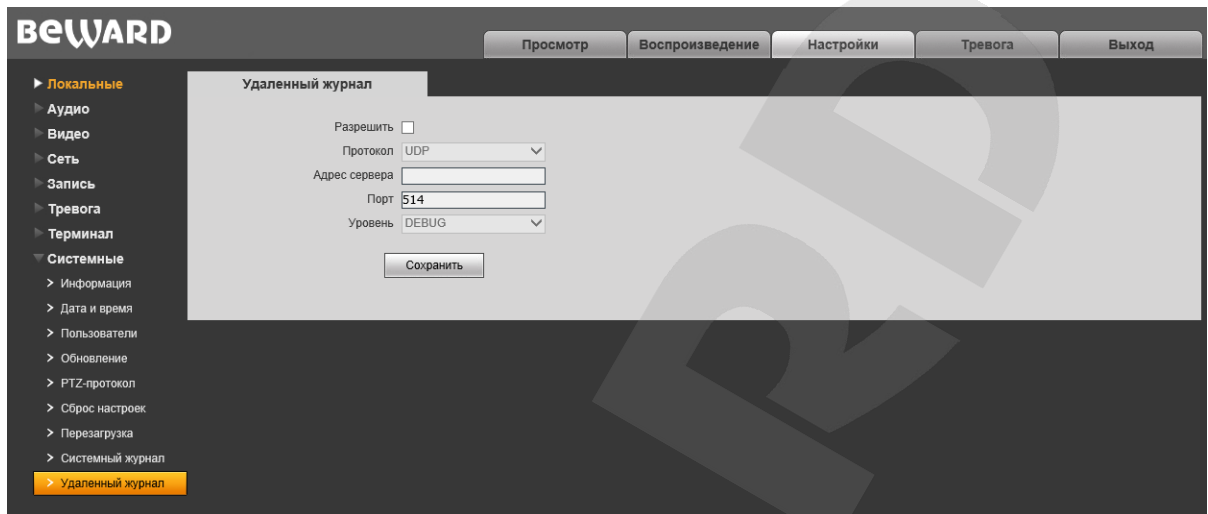 BEWARD
Просмотр Воспроизведение Настройки Тревога Выход
Локальные
Аудио
Видео
Сеть
Запись
Тревога
Терминал
Системные
Информация
Дата и время
Пользователи
Обновление
PTZ-протокол
Сброс настроек
Перезагрузка
Системный журнал
Удаленный журнал
Удаленный журнал
Разрешить
Протокол UDP
Адрес сервера
Порт 514
Уровень DEBUG
Сохранить
RD